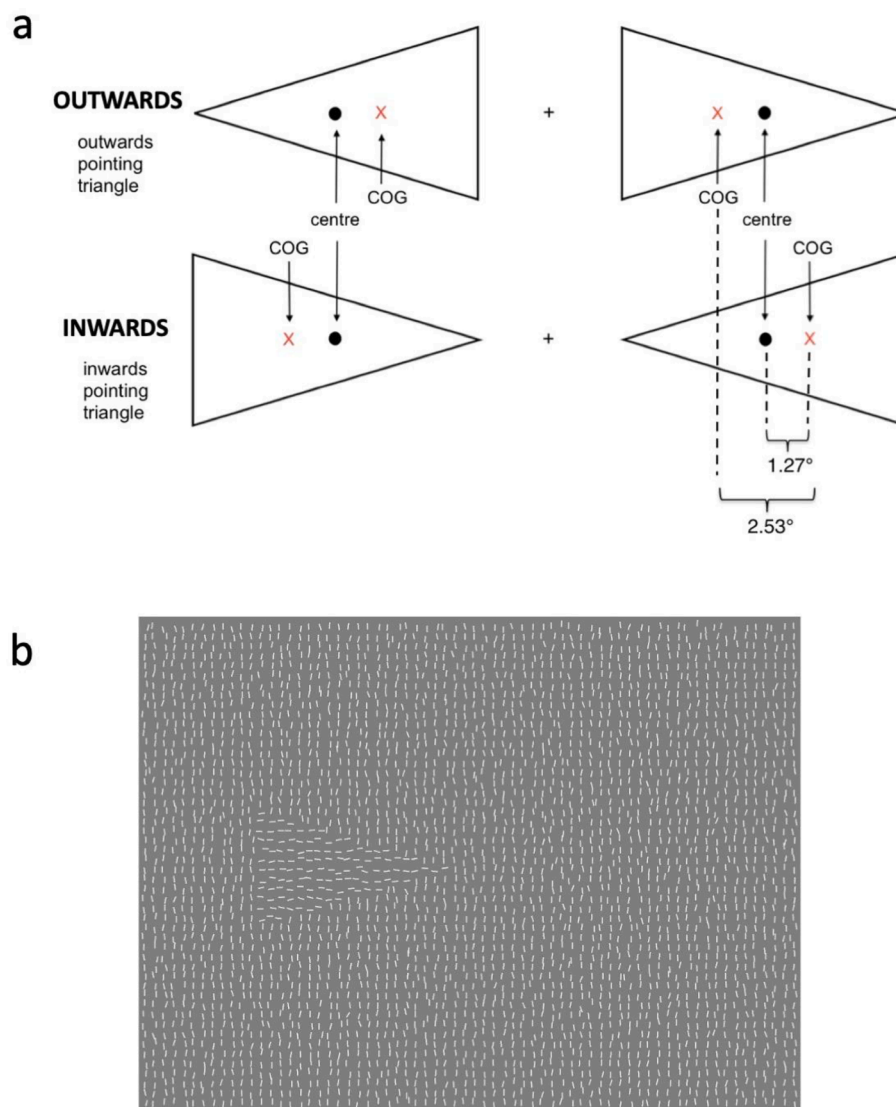 a
OUTWARDS
outwards
pointing
triangle
X
+
X
COG
COG
centre
centre
COG
COG
INWARDS
inwards
pointing
triangle
X
+
X
1.27°
2.53°
b